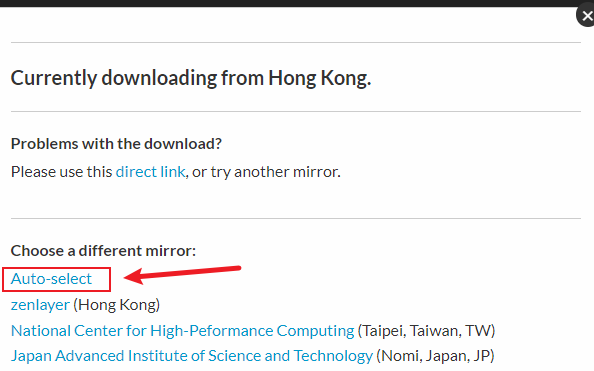 Currently downloading from Hong Kong.
Problems with the download?
Please use this direct link, or try another mirror.
Choose a different mirror:
Auto-select
zenlayer (Hong Kong)
National Center for High-Peformance Computing (Taipei, Taiwan, TW)
Japan Advanced Institute of Science and Technology (Nomi, Japan, JP)